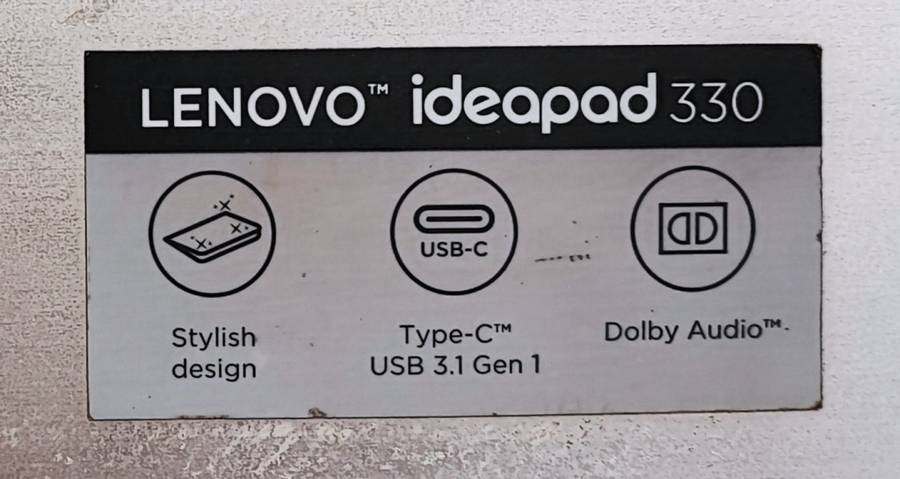 LENOVO™ ideapad 330
USB-C
Stylish
design
Type-C™
USB 3.1 Gen 1
Dolby Audio™